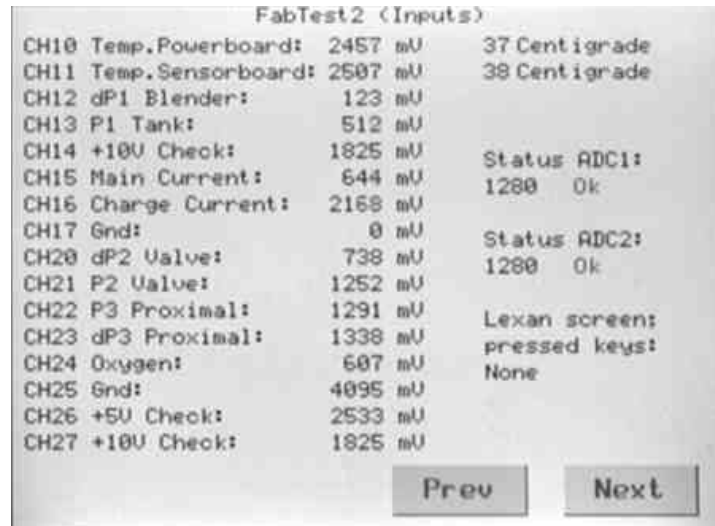 FabTest2 (Inputs)
CH10 Temp.Powerboard: 2457 mV 37 Centigrade
CH11 Temp.Sensorboard: 2507 mV 38 Centigrade
CH12 dP1 Blender: 123 mV
CH13 P1 Tank: 512 mV
CH14 +10V Check: 1825 mV
Status ADC1:
CH15 Main Current: 644 mV
1280 Ok
CH16 Charge Current: 2168 mV
CH17 Gnd: 0 mV
Status ADC2:
CH20 dP2 Valve: 738 mV
1280 Ok
CH21 P2 Valve: 1252 mV
CH22 P3 Proximal: 1291 mV
Lexan screen:
CH23 dP3 Proximal: 1338 mV
pressed keys:
CH24 Oxygen: 607 mV
None
CH25 Gnd: 4095 mV
CH26 +5V Check: 2533 mV
CH27 +10V Check: 1825 mV
Prev Next